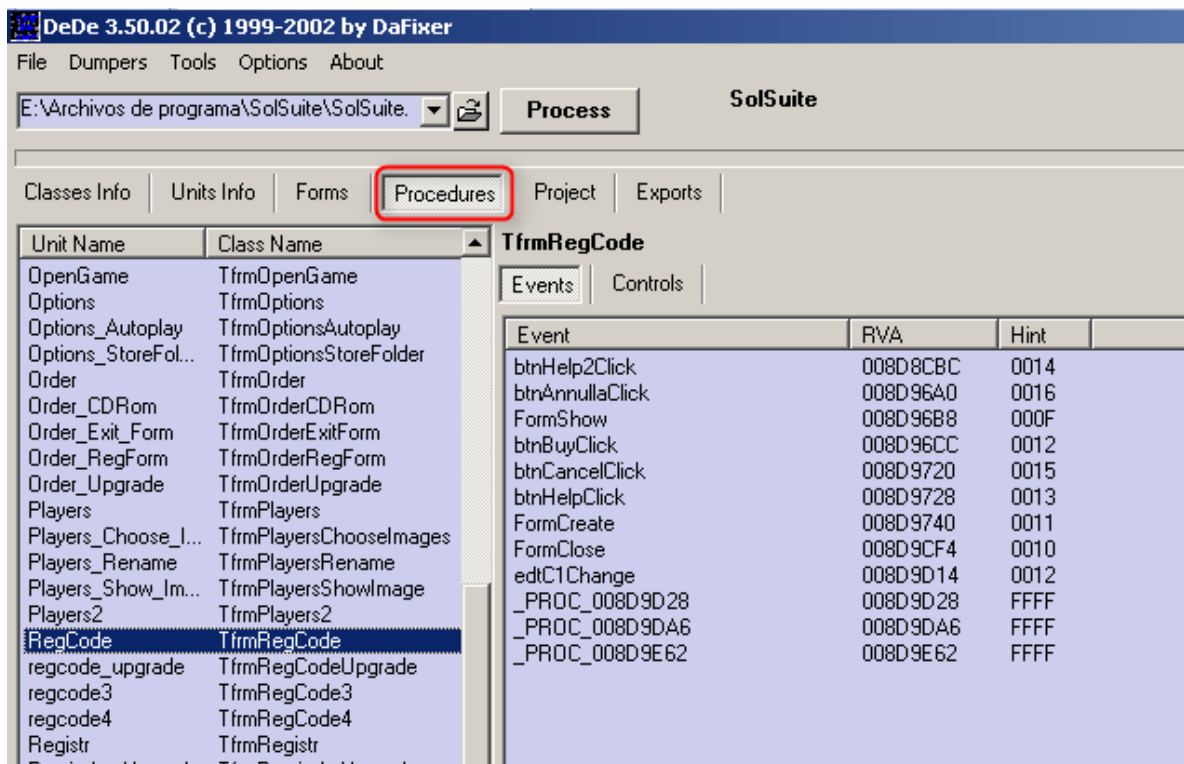 DeDe 3.50.02 (c) 1999-2002 by DaFixer
File Dumpers Tools Options About
E:\Archivos de programa\SolSuite\SolSuite. Process SolSuite
Classes Info Units Info Forms Procedures Project Exports
Unit Name Class Name
OpenGame TfrmOpenGame
Options TfrmOptions
Options_Autoplay TfrmOptionsAutoplay
Options_StoreFol... TfrmOptionsStoreFolder
Order TfrmOrder
Order_CDRom TfrmOrderCDRom
Order_Exit_Form TfrmOrderExitForm
Order_RegForm TfrmOrderRegForm
Order_Upgrade TfrmOrderUpgrade
Players TfrmPlayers
Players_Choose_I... TfrmPlayersChooseImages
Players_Rename TfrmPlayersRename
Players_Show_Im... TfrmPlayersShowImage
Players2 TfrmPlayers2
RegCode TfrmRegCode
regcode_upgrade TfrmRegCodeUpgrade
regcode3 TfrmRegCode3
regcode4 TfrmRegCode4
Registr TfrmRegistr
TfrmRegCode
Events Controls
Event RVA Hint
btnHelp2Click 008D8CBC 0014
btnAnnullaClick 008D96A0 0016
FormShow 008D96B8 000F
btnBuyClick 008D96CC 0012
btnCancelClick 008D9720 0015
btnHelpClick 008D9728 0013
FormCreate 008D9740 0011
FormClose 008D9CF4 0010
edtC1Change 008D9D14 0012
_PROC_008D9D28 008D9D28 FFFF
_PROC_008D9DA6 008D9DA6 FFFF
_PROC_008D9E62 008D9E62 FFFF